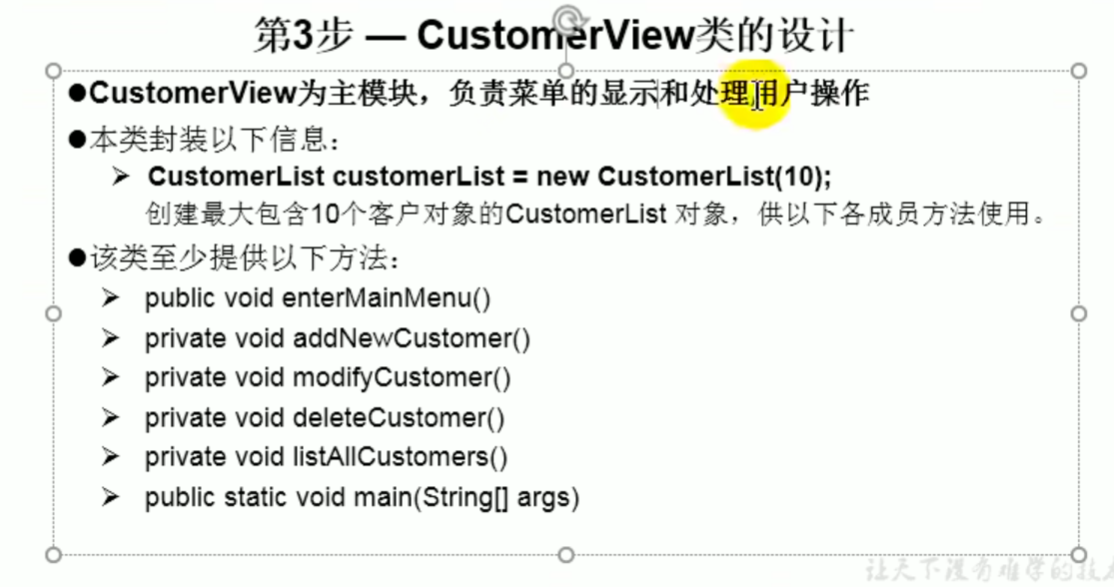 第3步 — CustomerView类的设计
●CustomerView为主模块，负责菜单的显示和处理用户操作
●本类封装以下信息：
➢ CustomerList customerList = new CustomerList(10);
创建最大包含10个客户对象的CustomerList 对象，供以下各成员方法使用。
●该类至少提供以下方法：
➢ public void enterMainMenu()
➢ private void addNewCustomer()
➢ private void modifyCustomer()
➢ private void deleteCustomer()
➢ private void listAllCustomers()
➢ public static void main(String[] args)
让天下没有难学的技术